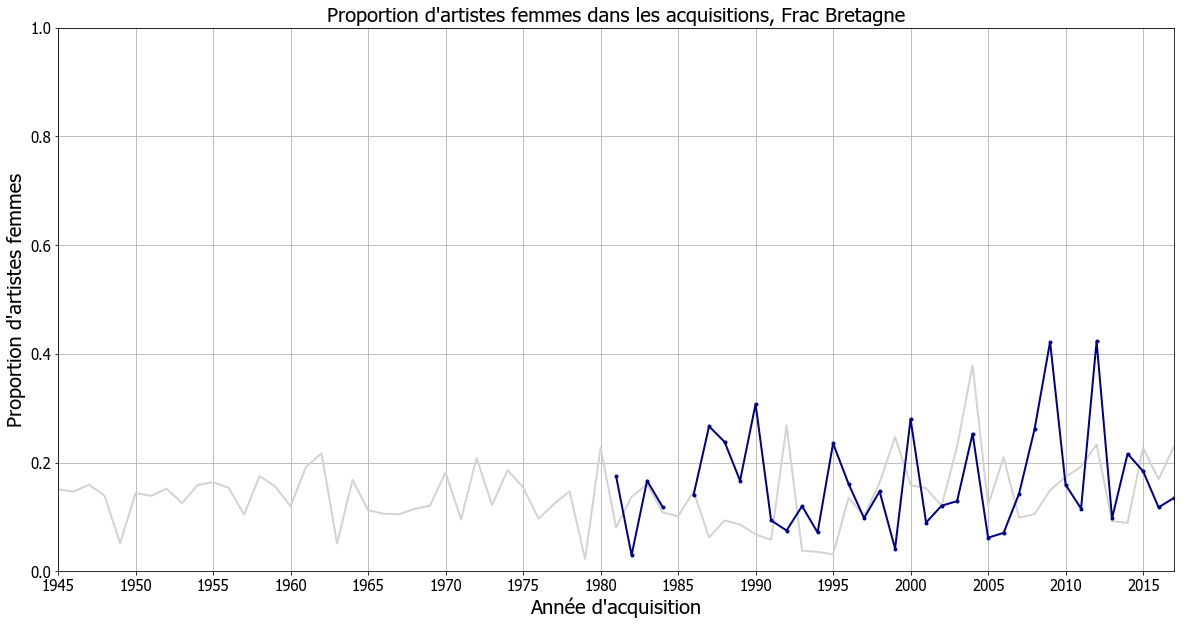 Proportion d'artistes femmes dans les acquisitions, Frac Bretagne
Proportion d'artistes femmes
1.0
0.8
0.6
0.4
0.2
0.0
1945 1950 1955 1960 1965 1970 1975 1980 1985 1990 1995 2000 2005 2010 2015
Année d'acquisition